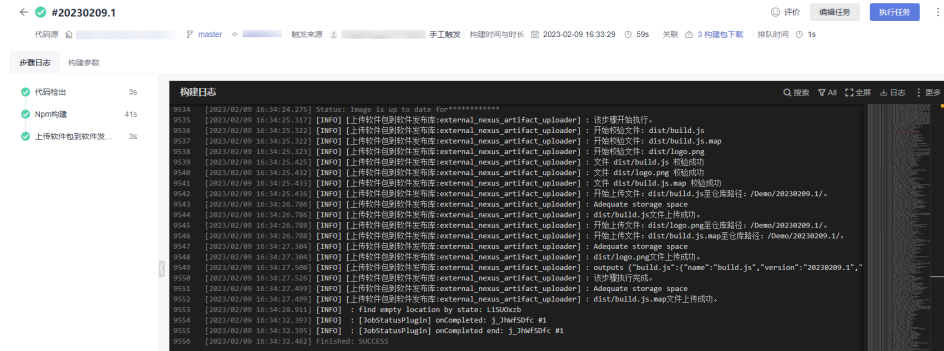 #20230209.1
评价 编辑任务 执行任务
代码源 master 触发来源 手工触发 构建时间与时长 2023-02-09 16:33:29 59s 关联 3 构建包下载 排队时间 1s
步骤日志 构建参数
代码检出 3s
Npm构建 41s
上传软件包到软件发... 3s
构建日志 搜索 All 全屏 日志 更多
9534 [2023/02/09 16:34:24.275] Status: Image is up to date for************
9535 [2023/02/09 16:34:25.317] [INFO] [上传软件包到软件发布库:external_nexus_artifact_uploader] : 该步骤开始执行。
9536 [2023/02/09 16:34:25.322] [INFO] [上传软件包到软件发布库:external_nexus_artifact_uploader] : 开始校验文件: dist/build.js
9537 [2023/02/09 16:34:25.322] [INFO] [上传软件包到软件发布库:external_nexus_artifact_uploader] : 开始校验文件: dist/build.js.map
9538 [2023/02/09 16:34:25.323] [INFO] [上传软件包到软件发布库:external_nexus_artifact_uploader] : 开始校验文件: dist/logo.png
9539 [2023/02/09 16:34:25.425] [INFO] [上传软件包到软件发布库:external_nexus_artifact_uploader] : 文件 dist/build.js 校验成功
9540 [2023/02/09 16:34:25.432] [INFO] [上传软件包到软件发布库:external_nexus_artifact_uploader] : 文件 dist/logo.png 校验成功
9541 [2023/02/09 16:34:25.433] [INFO] [上传软件包到软件发布库:external_nexus_artifact_uploader] : 文件 dist/build.js.map 校验成功
9542 [2023/02/09 16:34:25.436] [INFO] [上传软件包到软件发布库:external_nexus_artifact_uploader] : 开始上传文件: dist/build.js至仓库路径: /Demo/20230209.1/。
9543 [2023/02/09 16:34:26.786] [INFO] [上传软件包到软件发布库:external_nexus_artifact_uploader] : Adequate storage space
9544 [2023/02/09 16:34:26.786] [INFO] [上传软件包到软件发布库:external_nexus_artifact_uploader] : dist/build.js文件上传成功。
9545 [2023/02/09 16:34:26.788] [INFO] [上传软件包到软件发布库:external_nexus_artifact_uploader] : 开始上传文件: dist/logo.png至仓库路径: /Demo/20230209.1/。
9546 [2023/02/09 16:34:26.788] [INFO] [上传软件包到软件发布库:external_nexus_artifact_uploader] : 开始上传文件: dist/build.js.map至仓库路径: /Demo/20230209.1/。
9547 [2023/02/09 16:34:27.304] [INFO] [上传软件包到软件发布库:external_nexus_artifact_uploader] : Adequate storage space
9548 [2023/02/09 16:34:27.304] [INFO] [上传软件包到软件发布库:external_nexus_artifact_uploader] : dist/logo.png文件上传成功。
9549 [2023/02/09 16:34:27.500] [INFO] [上传软件包到软件发布库:external_nexus_artifact_uploader] : outputs {"build.js":{"name":"build.js","version":"20230209.1","
9550 [2023/02/09 16:34:27.526] [INFO] [上传软件包到软件发布库:external_nexus_artifact_uploader] : 该步骤执行完成。
9551 [2023/02/09 16:34:27.499] [INFO] [上传软件包到软件发布库:external_nexus_artifact_uploader] : Adequate storage space
9552 [2023/02/09 16:34:27.499] [INFO] [上传软件包到软件发布库:external_nexus_artifact_uploader] : dist/build.js.map文件上传成功。
9553 [2023/02/09 16:34:28.911] [INFO] : find empty location by state: LiSUOxzb
9554 [2023/02/09 16:34:32.393] [INFO] : [JobStatusPlugin] onCompleted: j_JhWfSDfc #1
9555 [2023/02/09 16:34:32.395] [INFO] : [JobStatusPlugin] onCompleted end: j_JhWfSDfc #1
9556 [2023/02/09 16:34:32.462] Finished: SUCCESS